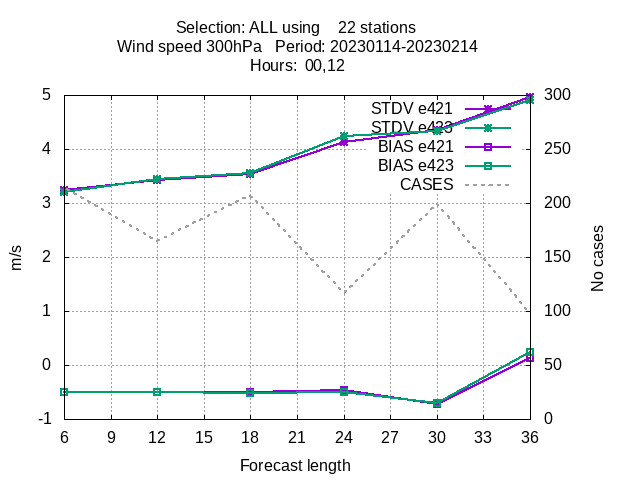 Selection: ALL using 22 stations
Wind speed 300hPa Period: 20230114-20230214
Hours: 00,12
STDV e421
STDV e423
BIAS e421
BIAS e423
CASES
5
4
3
2
1
0
-1
300
250
200
150
100
50
0
m/s
No cases
6 9 12 15 18 21 24 27 30 33 36
Forecast length